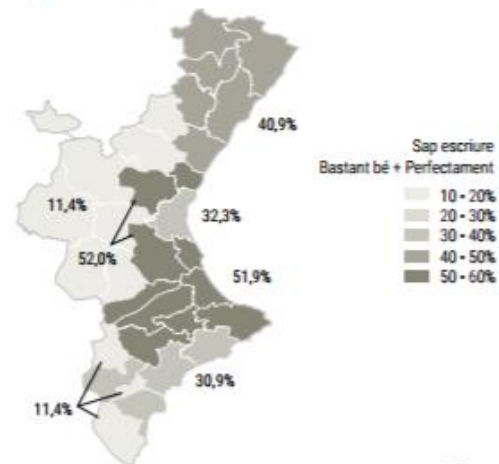 40,9%
Sap escriure
Bastant bé + Perfectament
10 - 20%
20 - 30%
30 - 40%
40 - 50%
50 - 60%
11,4%
32,3%
52,0%
51,9%
30,9%
11,4%